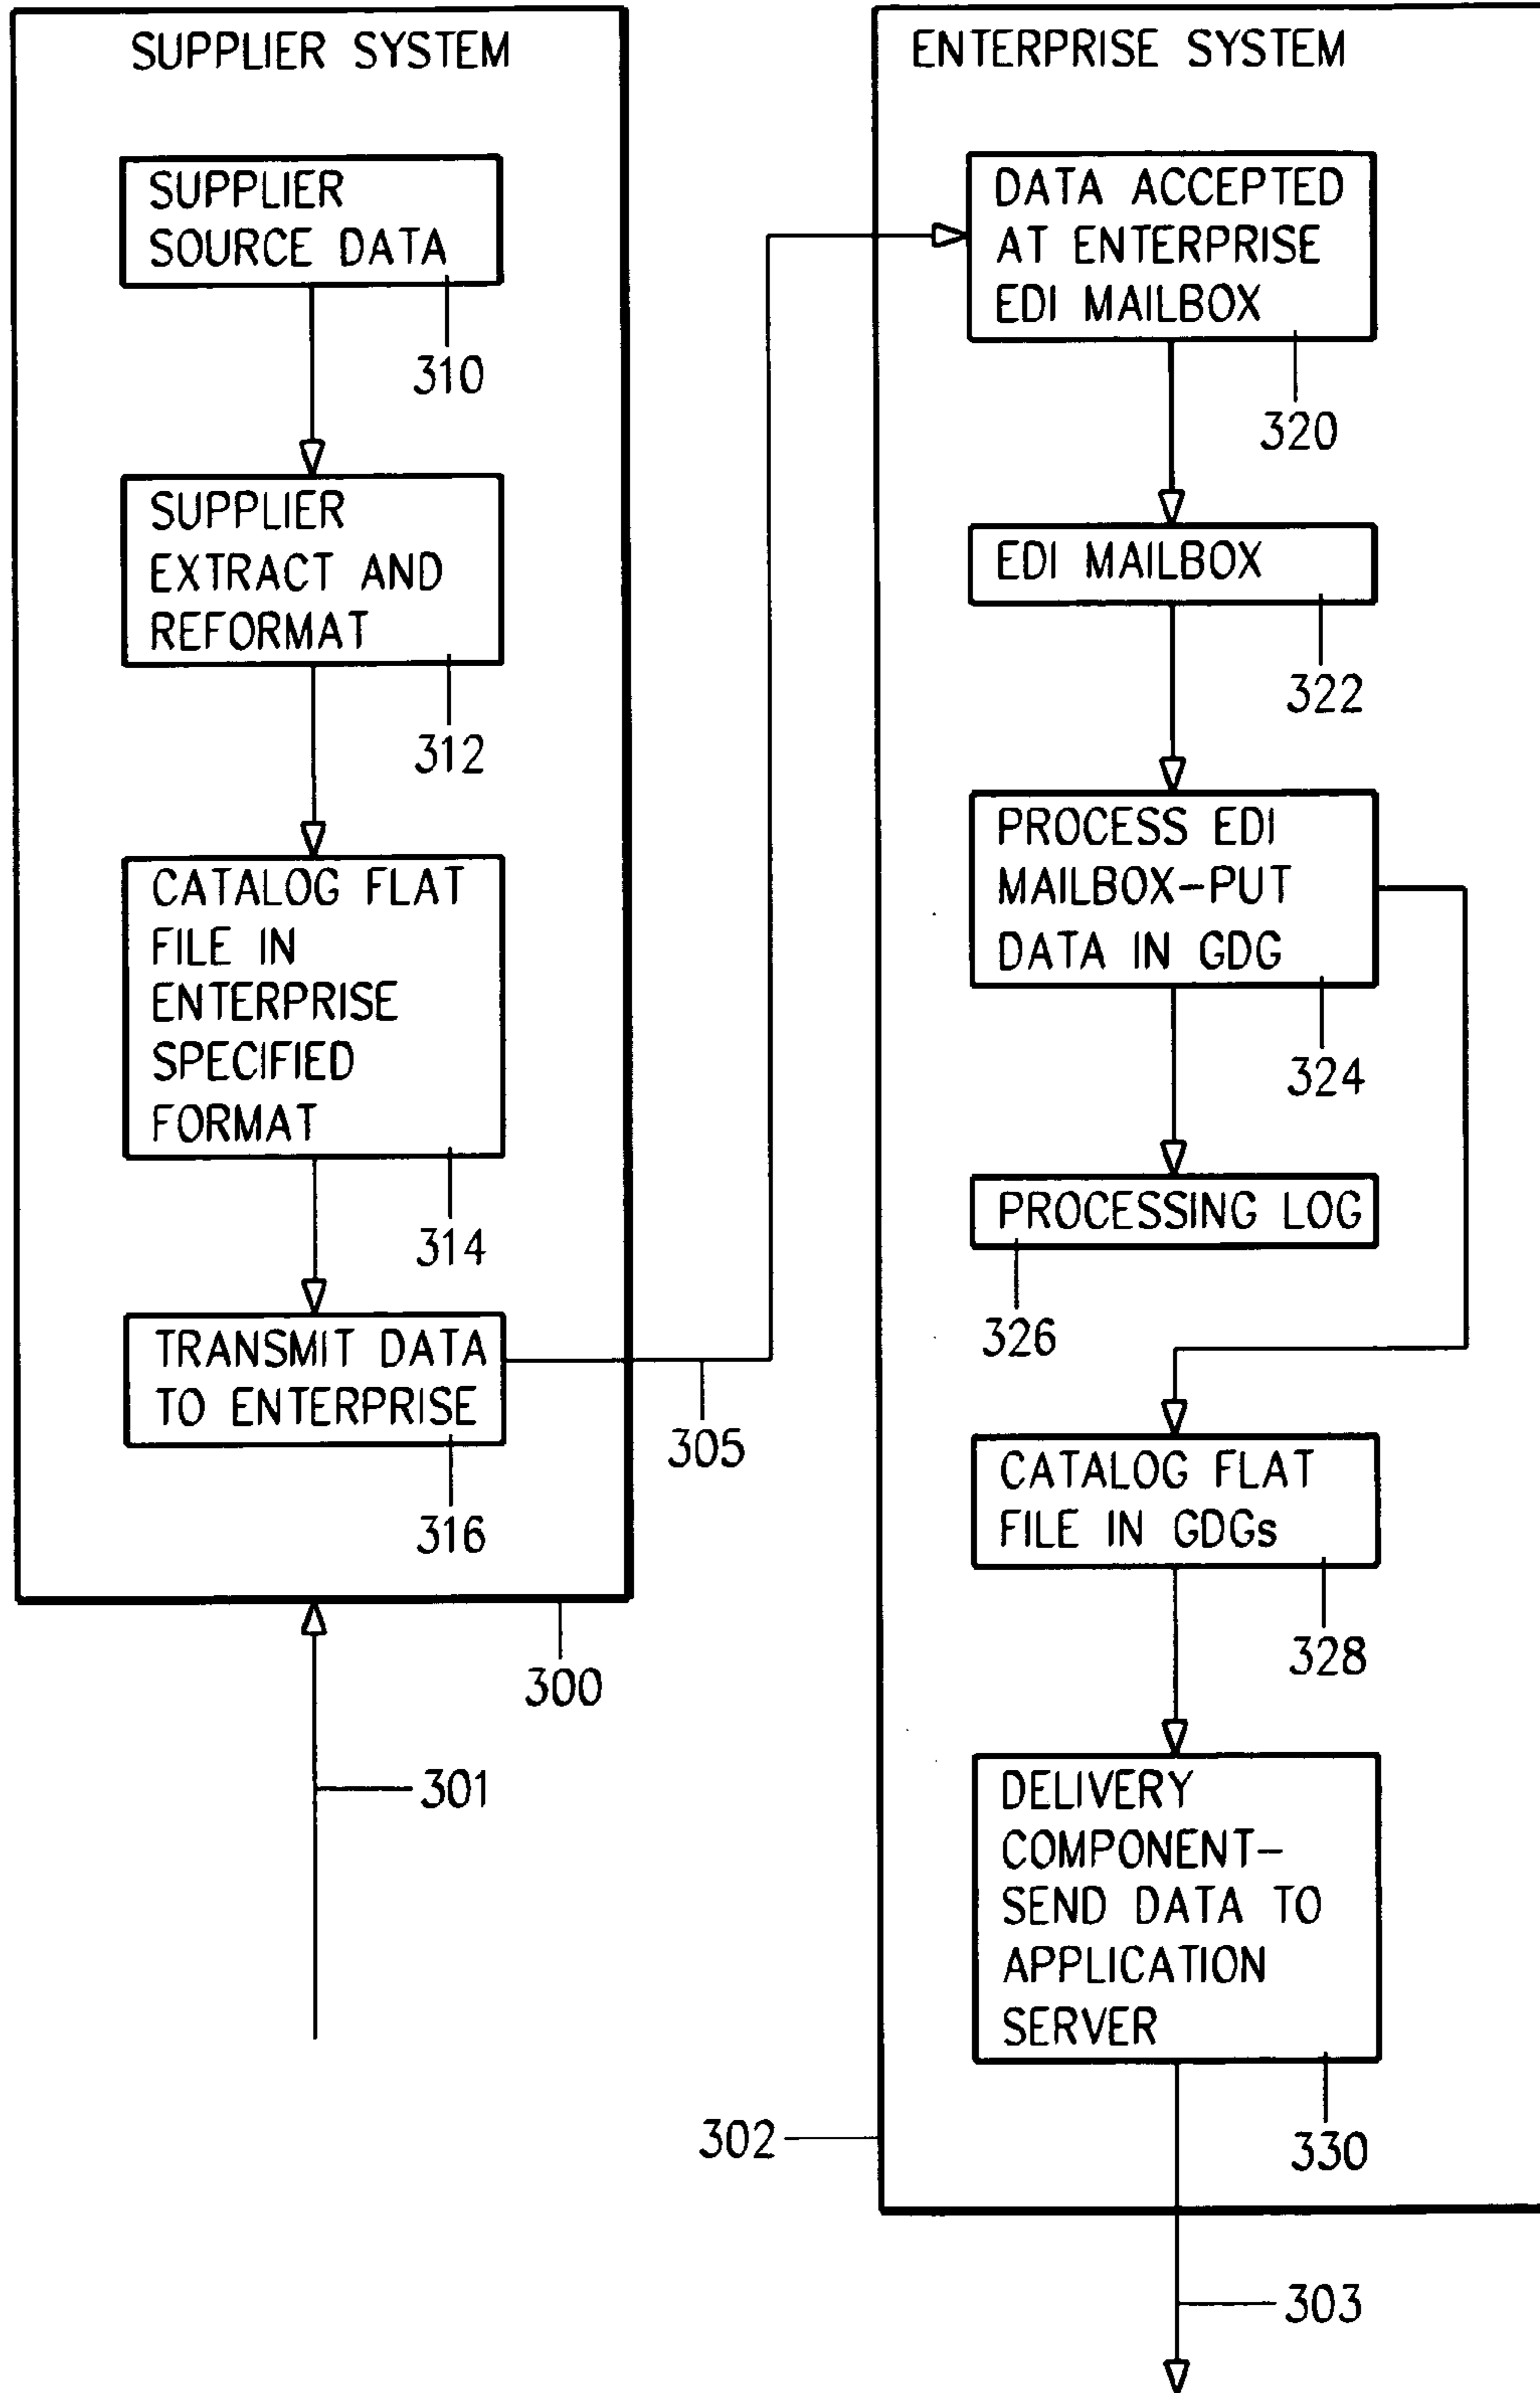 SUPPLIER SYSTEM
SUPPLIER
SOURCE DATA
310
SUPPLIER
EXTRACT AND
REFORMAT
312
CATALOG FLAT
FILE IN
ENTERPRISE
SPECIFIED
FORMAT
314
TRANSMIT DATA
TO ENTERPRISE
316
305
300
301
ENTERPRISE SYSTEM
DATA ACCEPTED
AT ENTERPRISE
EDI MAILBOX
320
EDI MAILBOX
322
PROCESS EDI
MAILBOX-PUT
DATA IN GDG
324
PROCESSING LOG
326
CATALOG FLAT
FILE IN GDGs
328
DELIVERY
COMPONENT-
SEND DATA TO
APPLICATION
SERVER
330
302
303